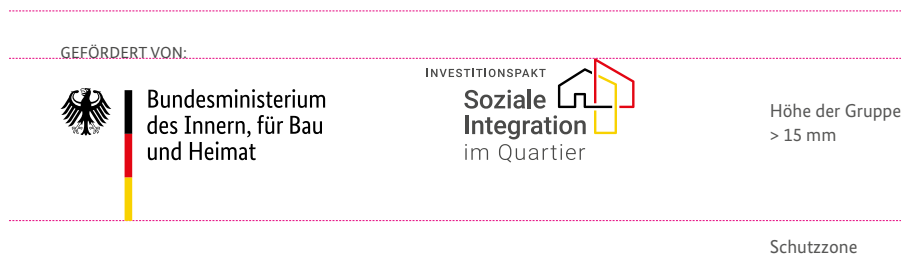 GEFÖRDERT VON:
Bundesministerium
des Innern, für Bau
und Heimat
INVESTITIONSPAKT
Soziale
Integration
im Quartier
Höhe der Gruppe
> 15 mm
Schutzzone